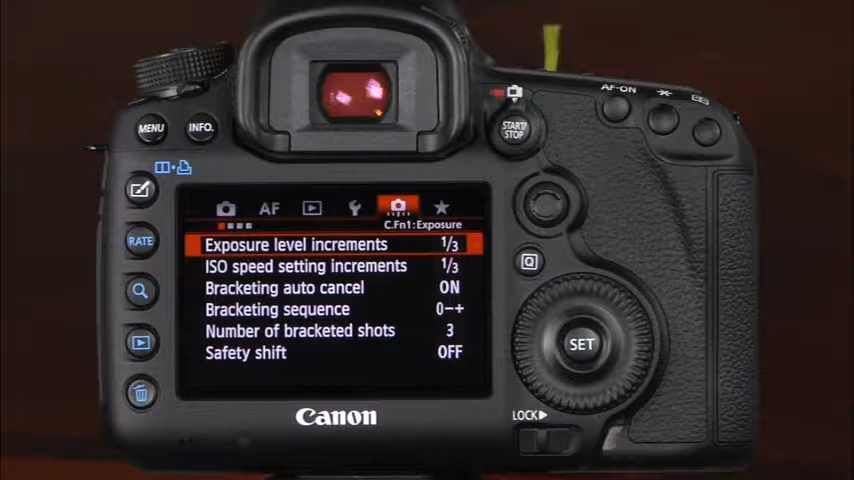 AF-ON
MENU
INFO.
START/
STOP
RATE
AF
C.Fn1:Exposure
Exposure level increments 1/3
ISO speed setting increments 1/3
Bracketing auto cancel ON
Bracketing sequence 0-+
Number of bracketed shots 3
Safety shift OFF
Q
SET
Canon
LOCK▶